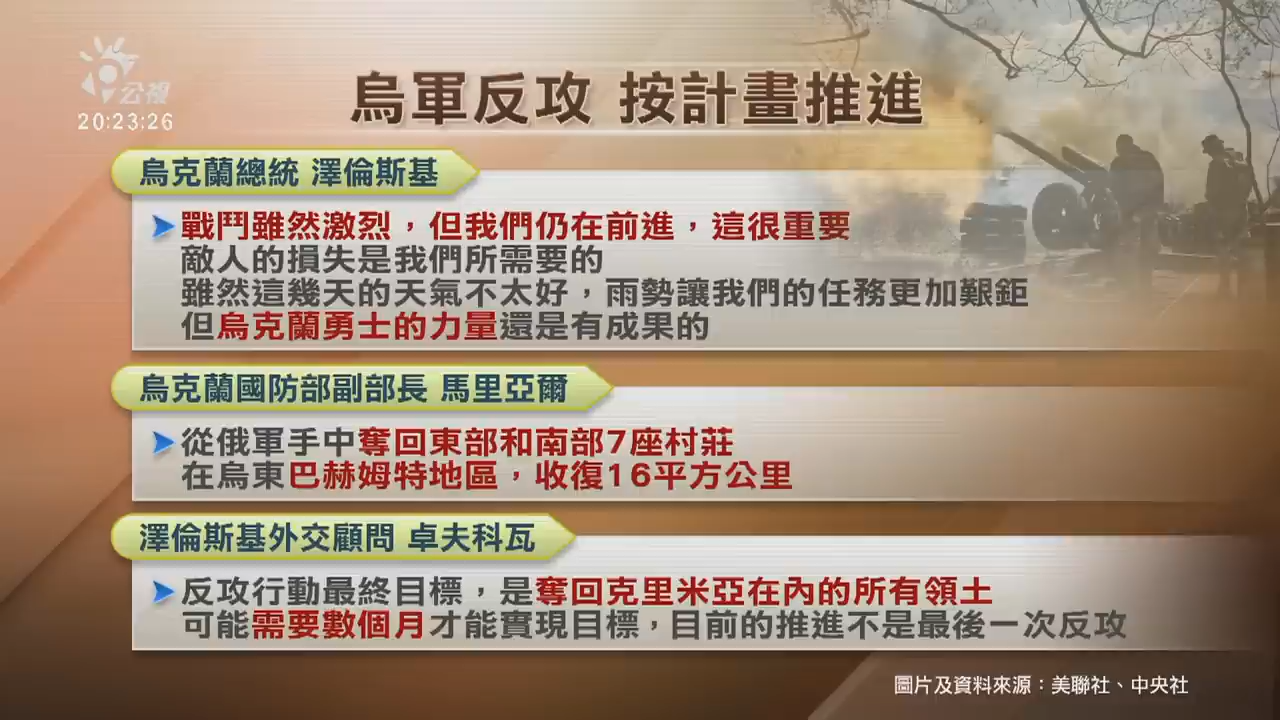 公視
20:23:26
烏軍反攻 按計畫推進
烏克蘭總統 澤倫斯基
戰鬥雖然激烈，但我們仍在前進，這很重要
敵人的損失是我們所需要的
雖然這幾天的天氣不太好，雨勢讓我們的任務更加艱鉅
但烏克蘭勇士的力量還是有成果的
烏克蘭國防部副部長 馬里亞爾
從俄軍手中奪回東部和南部7座村莊
在烏東巴赫姆特地區，收復16平方公里
澤倫斯基外交顧問 卓夫科瓦
反攻行動最終目標，是奪回克里米亞在內的所有領土
可能需要數個月才能實現目標，目前的推進不是最後一次反攻
圖片及資料來源：美聯社、中央社